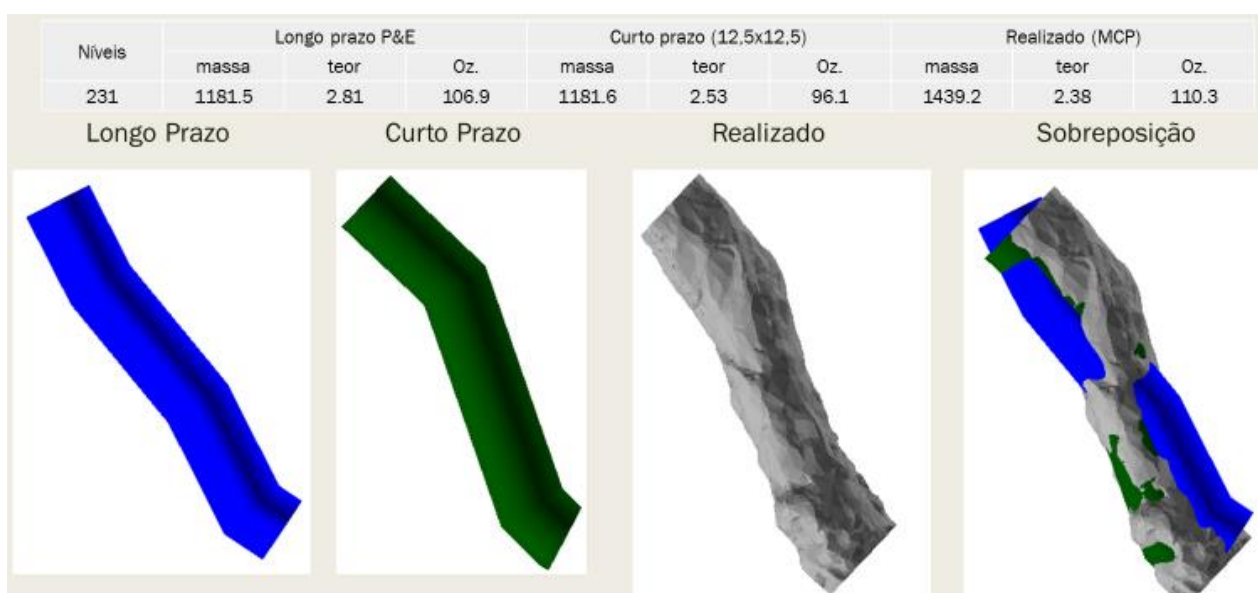 Níveis Longo prazo P&E Curto prazo (12,5x12,5) Realizado (MCP)
massa teor Oz. massa teor Oz. massa teor Oz.
231 1181.5 2.81 106.9 1181.6 2.53 96.1 1439.2 2.38 110.3
Longo Prazo Curto Prazo Realizado Sobreposição